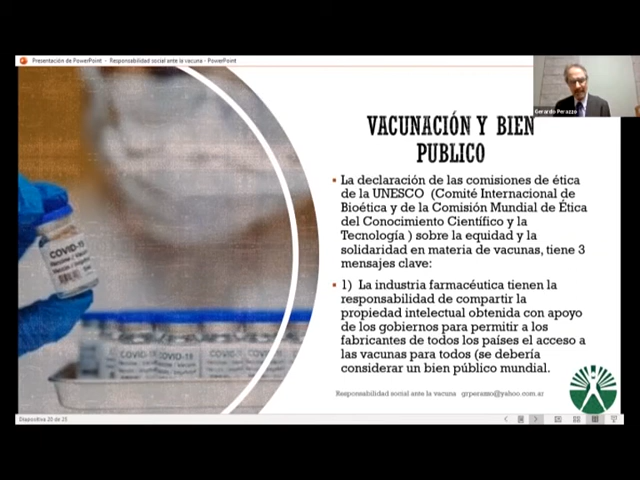 Presentación de PowerPoint - Responsabilidad social ante la vacuna - PowerPoint
Gerardo Perazzo
VACUNACIÓN Y BIEN
PUBLICO
• La declaración de las comisiones de ética
de la UNESCO (Comité Internacional de
Bioética y de la Comisión Mundial de Ética
del Conocimiento Científico y la
Tecnología ) sobre la equidad y la
solidaridad en materia de vacunas, tiene 3
mensajes clave:
• 1) La industria farmacéutica tienen la
responsabilidad de compartir la
propiedad intelectual obtenida con apoyo
de los gobiernos para permitir a los
fabricantes de todos los países el acceso a
las vacunas para todos (se debería
considerar un bien público mundial.
COVID-19
COVID-19 COVID-19
Responsabilidad social ante la vacuna grperazzo@yahoo.com.ar
Diapositiva 20 de 25